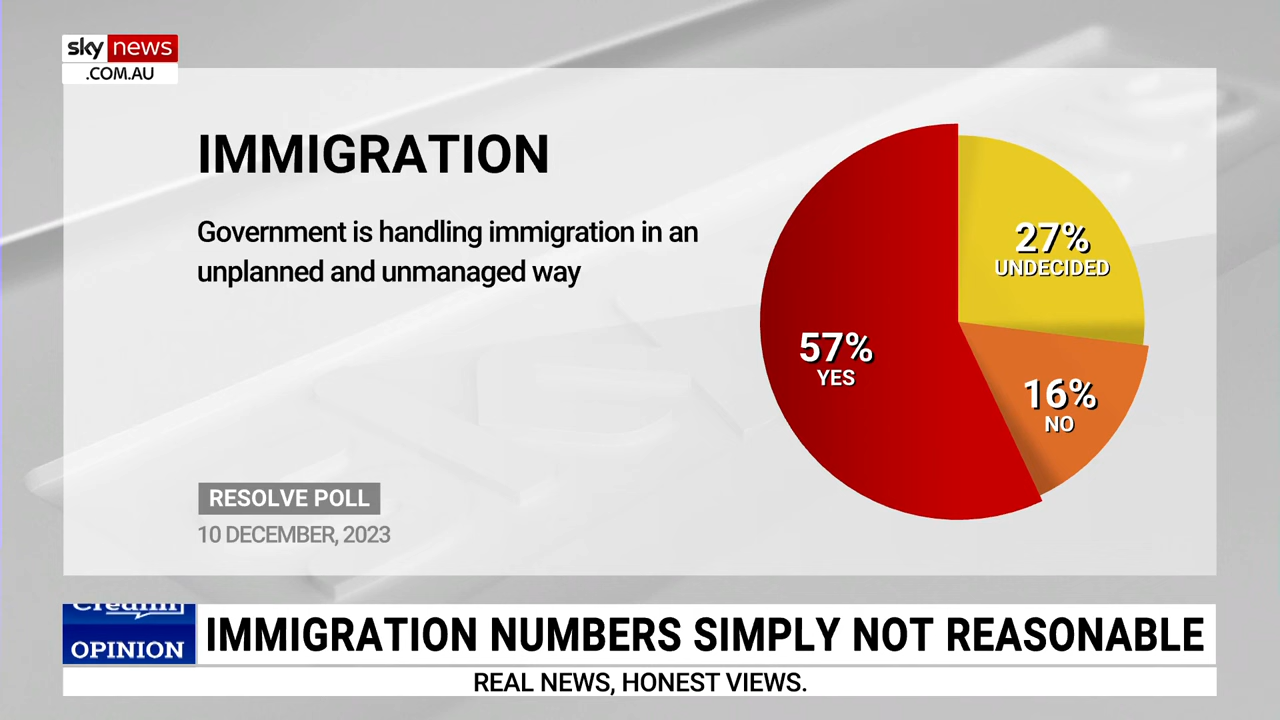 sky news
.COM.AU
IMMIGRATION
Government is handling immigration in an
unplanned and unmanaged way
27%
UNDECIDED
57%
YES
16%
NO
RESOLVE POLL
10 DECEMBER, 2023
OPINION
IMMIGRATION NUMBERS SIMPLY NOT REASONABLE
REAL NEWS, HONEST VIEWS.